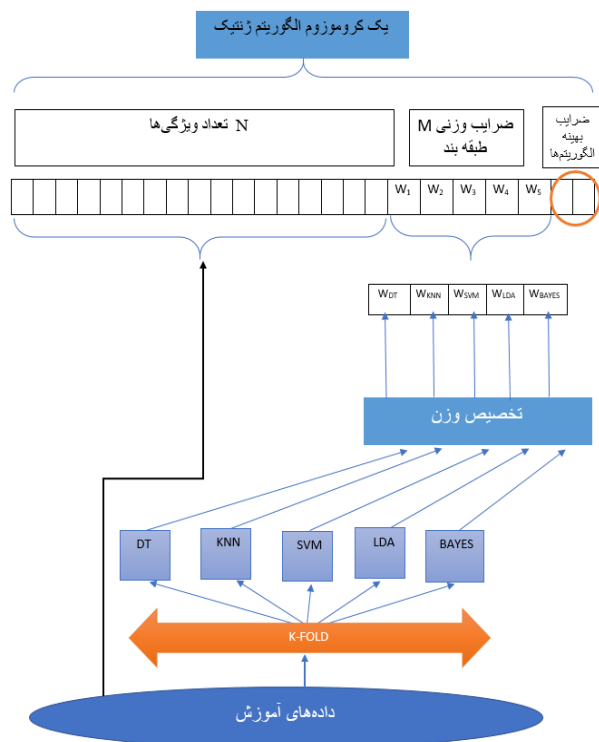 یک کروموزوم الگوریتم ژنتیک
N تعداد ویژگی‌ها
ضرایب وزنی M
طبقه بند
ضرایب
بهینه
الگوریتم‌ها
W1 W2 W3 W4 W5
WDT WKNN WSVM WLDA WBAYES
تخصیص وزن
DT KNN SVM LDA BAYES
K-FOLD
داده‌های آموزش